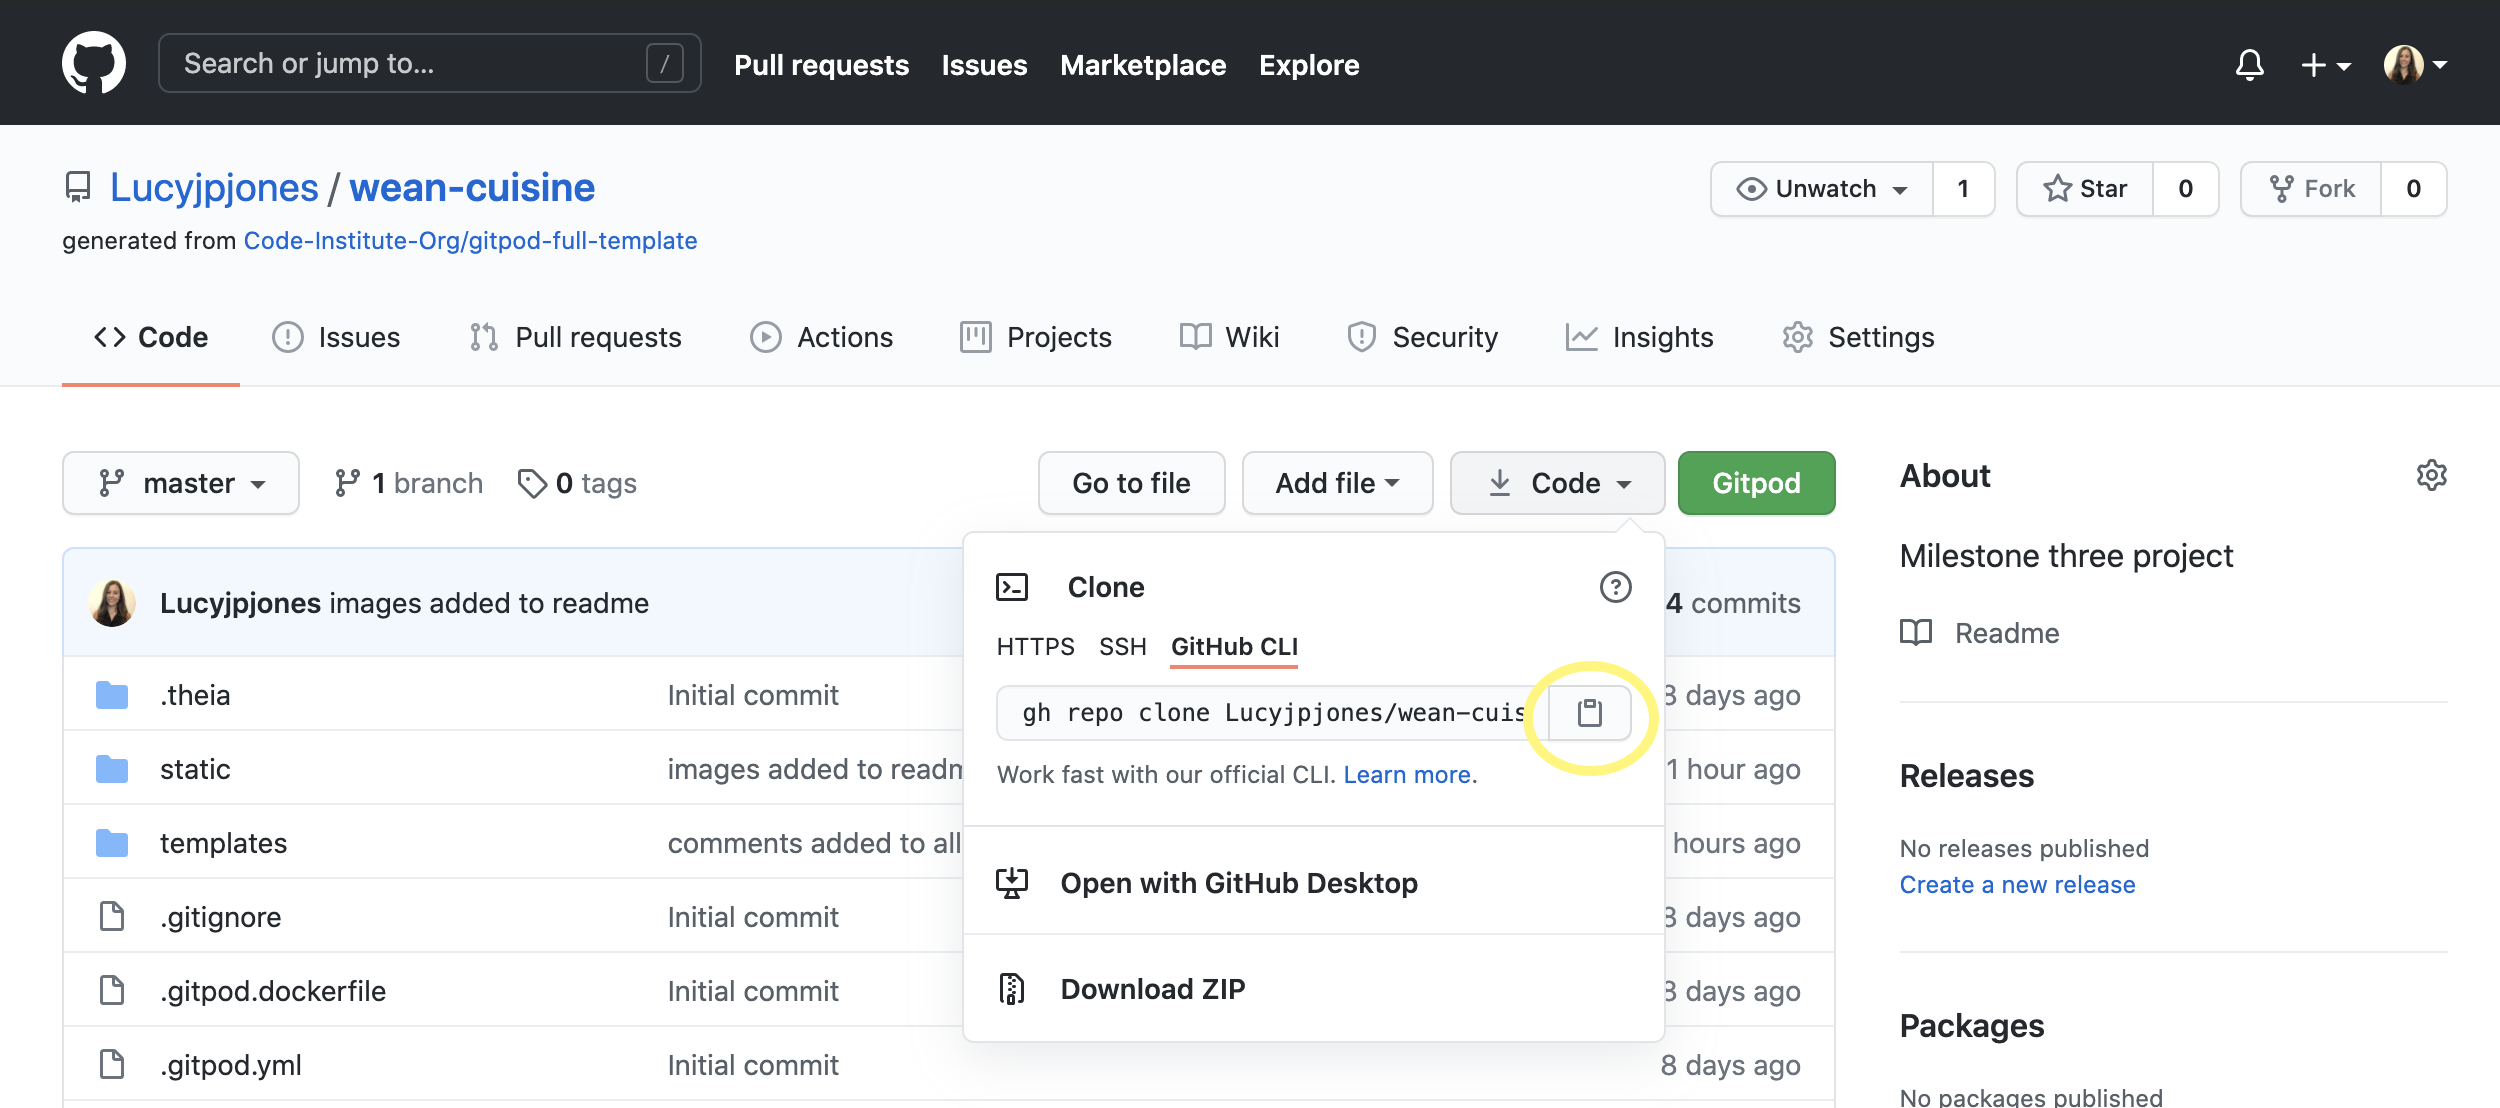 Search or jump to... /
Pull requests Issues Marketplace Explore
Lucyjpjones / wean-cuisine
Unwatch 1 Star 0 Fork 0
generated from Code-Institute-Org/gitpod-full-template
Code Issues Pull requests Actions Projects Wiki Security Insights Settings
master 1 branch 0 tags Go to file Add file Code Gitpod
About
Milestone three project
Readme
Releases
No releases published
Create a new release
Packages
No packages published
Clone
HTTPS SSH GitHub CLI
gh repo clone Lucyjpjones/wean-cuis
Work fast with our official CLI. Learn more.
Open with GitHub Desktop
Download ZIP
Lucyjpjones images added to readme 4 commits
.theia Initial commit days ago
static images added to readm 1 hour ago
templates comments added to all hours ago
.gitignore Initial commit days ago
.gitpod.dockerfile Initial commit days ago
.gitpod.yml Initial commit 8 days ago